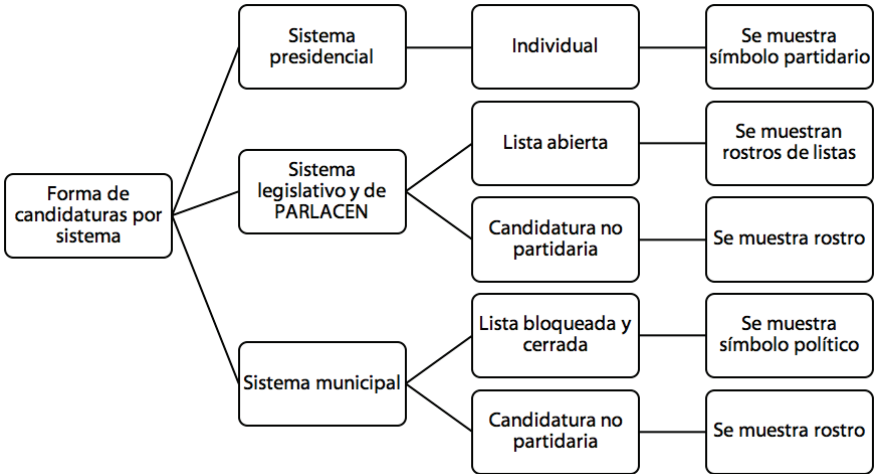 Forma de
candidaturas por
sistema
Sistema
presidencial
Individual
Se muestra
símbolo partidario
Sistema
legislativo y de
PARLACEN
Lista abierta
Se muestran
rostros de listas
Candidatura no
partidaria
Se muestra rostro
Sistema municipal
Lista bloqueada y
cerrada
Se muestra
símbolo político
Candidatura no
partidaria
Se muestra rostro